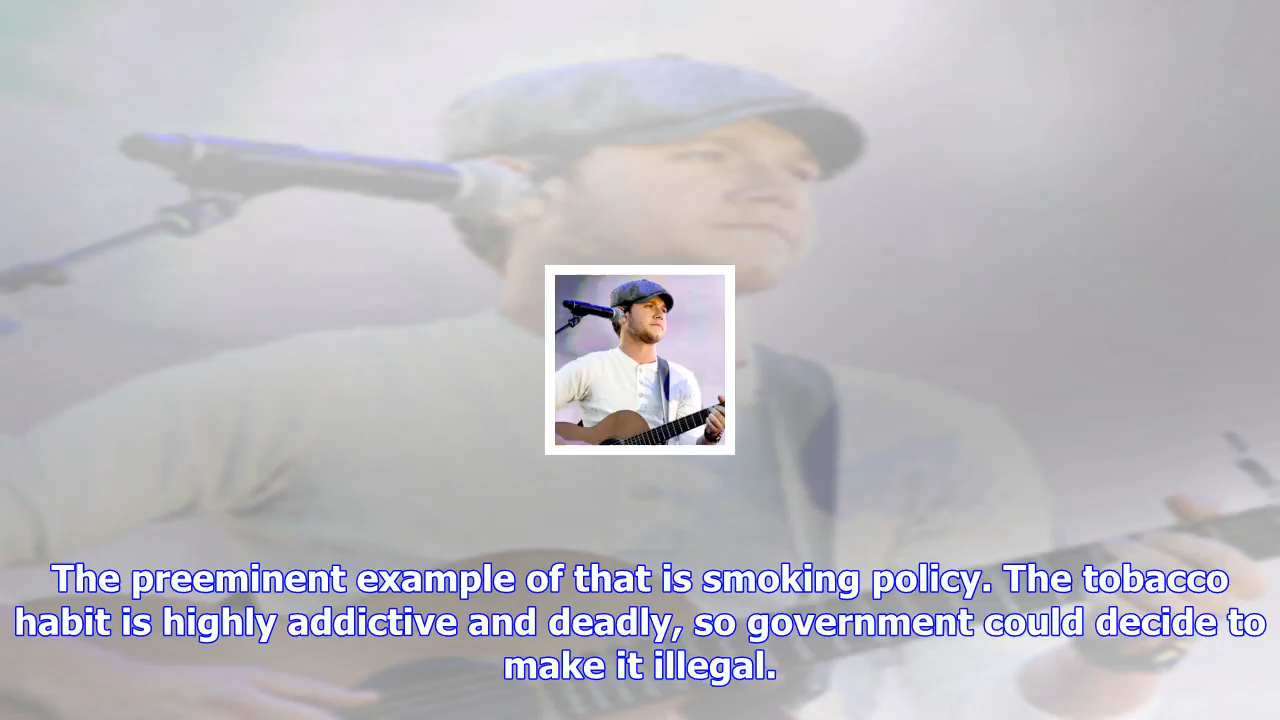 The preeminent example of that is smoking policy. The tobacco
habit is highly addictive and deadly, so government could decide to
make it illegal.